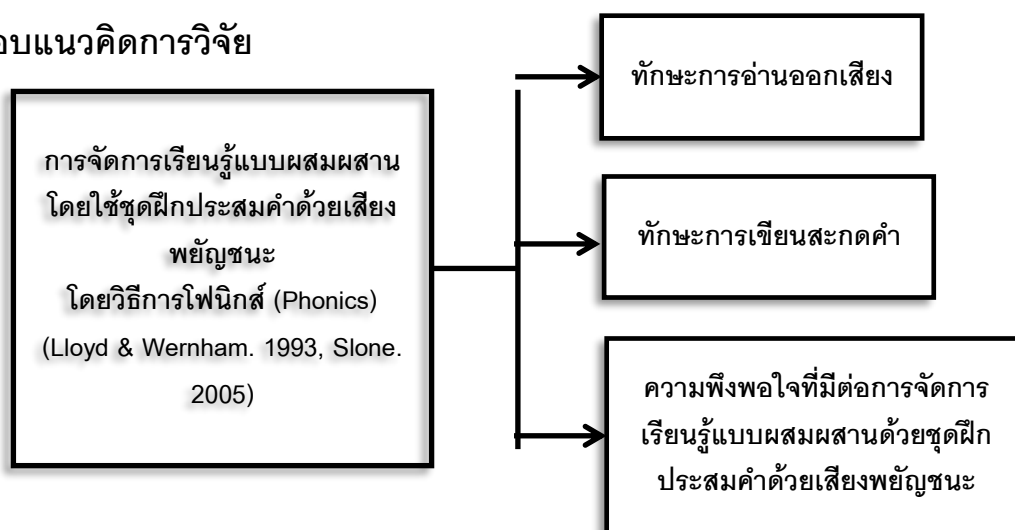 อบแนวคิดการวิจัย
การจัดการเรียนรู้แบบผสมผสาน
โดยใช้ชุดฝึกประสมคำด้วยเสียง
พยัญชนะ
โดยวิธีการโฟนิกส์ (Phonics)
(Lloyd & Wernham. 1993, Slone.
2005)
ทักษะการอ่านออกเสียง
ทักษะการเขียนสะกดคำ
ความพึงพอใจที่มีต่อการจัดการ
เรียนรู้แบบผสมผสานด้วยชุดฝึก
ประสมคำด้วยเสียงพยัญชนะ